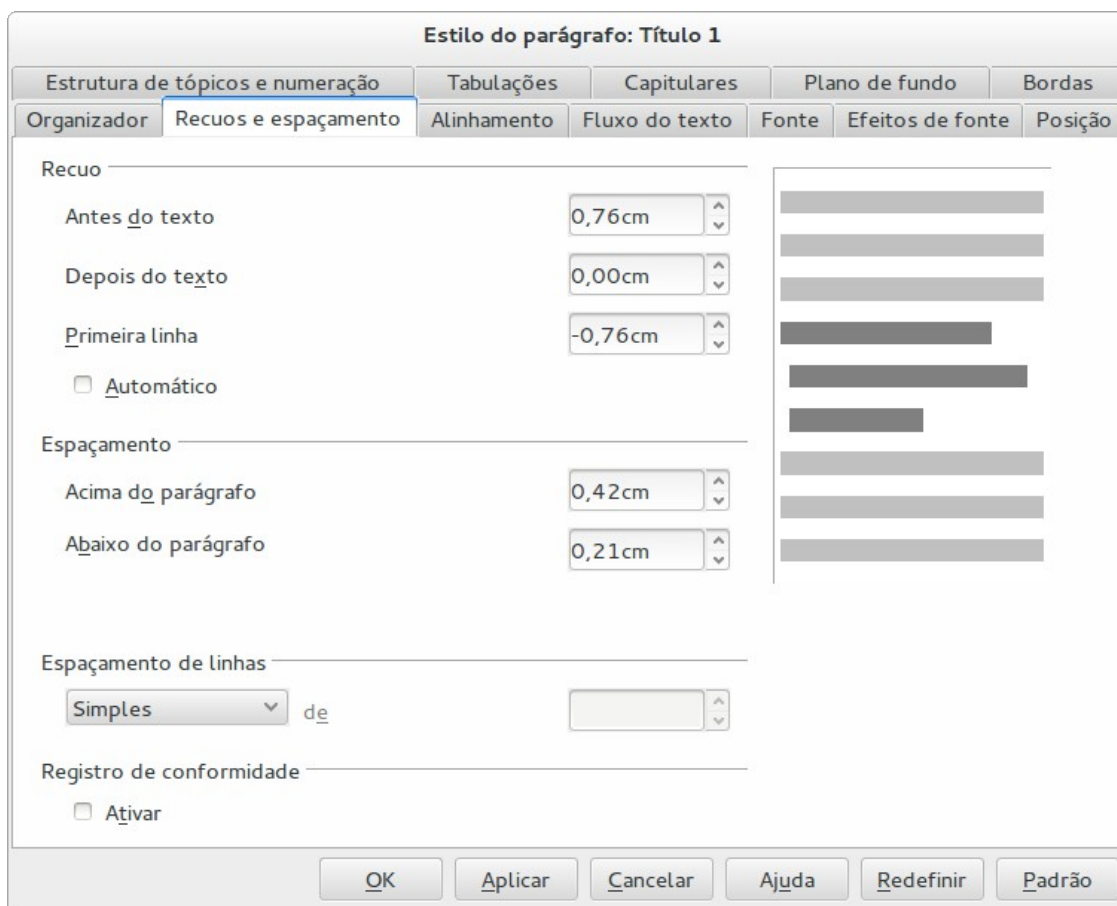 Estilo do parágrafo: Título 1
Estrutura de tópicos e numeração Tabulações Capitulares Plano de fundo Bordas
Organizador Recuos e espaçamento Alinhamento Fluxo do texto Fonte Efeitos de fonte Posição
Recuo
Antes do texto 0,76cm
Depois do texto 0,00cm
Primeira linha -0,76cm
Automático
Espaçamento
Acima do parágrafo 0,42cm
Abaixo do parágrafo 0,21cm
Espaçamento de linhas
Simples de
Registro de conformidade
Ativar
OK Aplicar Cancelar Ajuda Redefinir Padrão